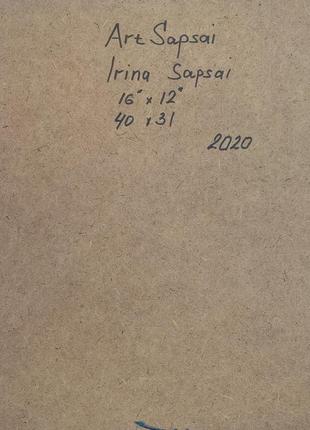 Art Sapsai
Irina Sapsai
16" x 12"
40 x 31
2020